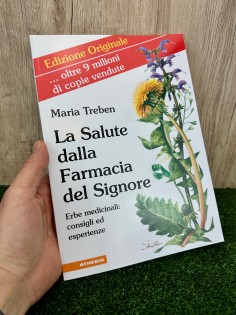 Edizione Originale
... oltre 9 milioni
di copie vendute
Maria Treben
La Salute
dalla
Farmacia
del Signore
Erbe medicinali:
consigli ed
esperienze